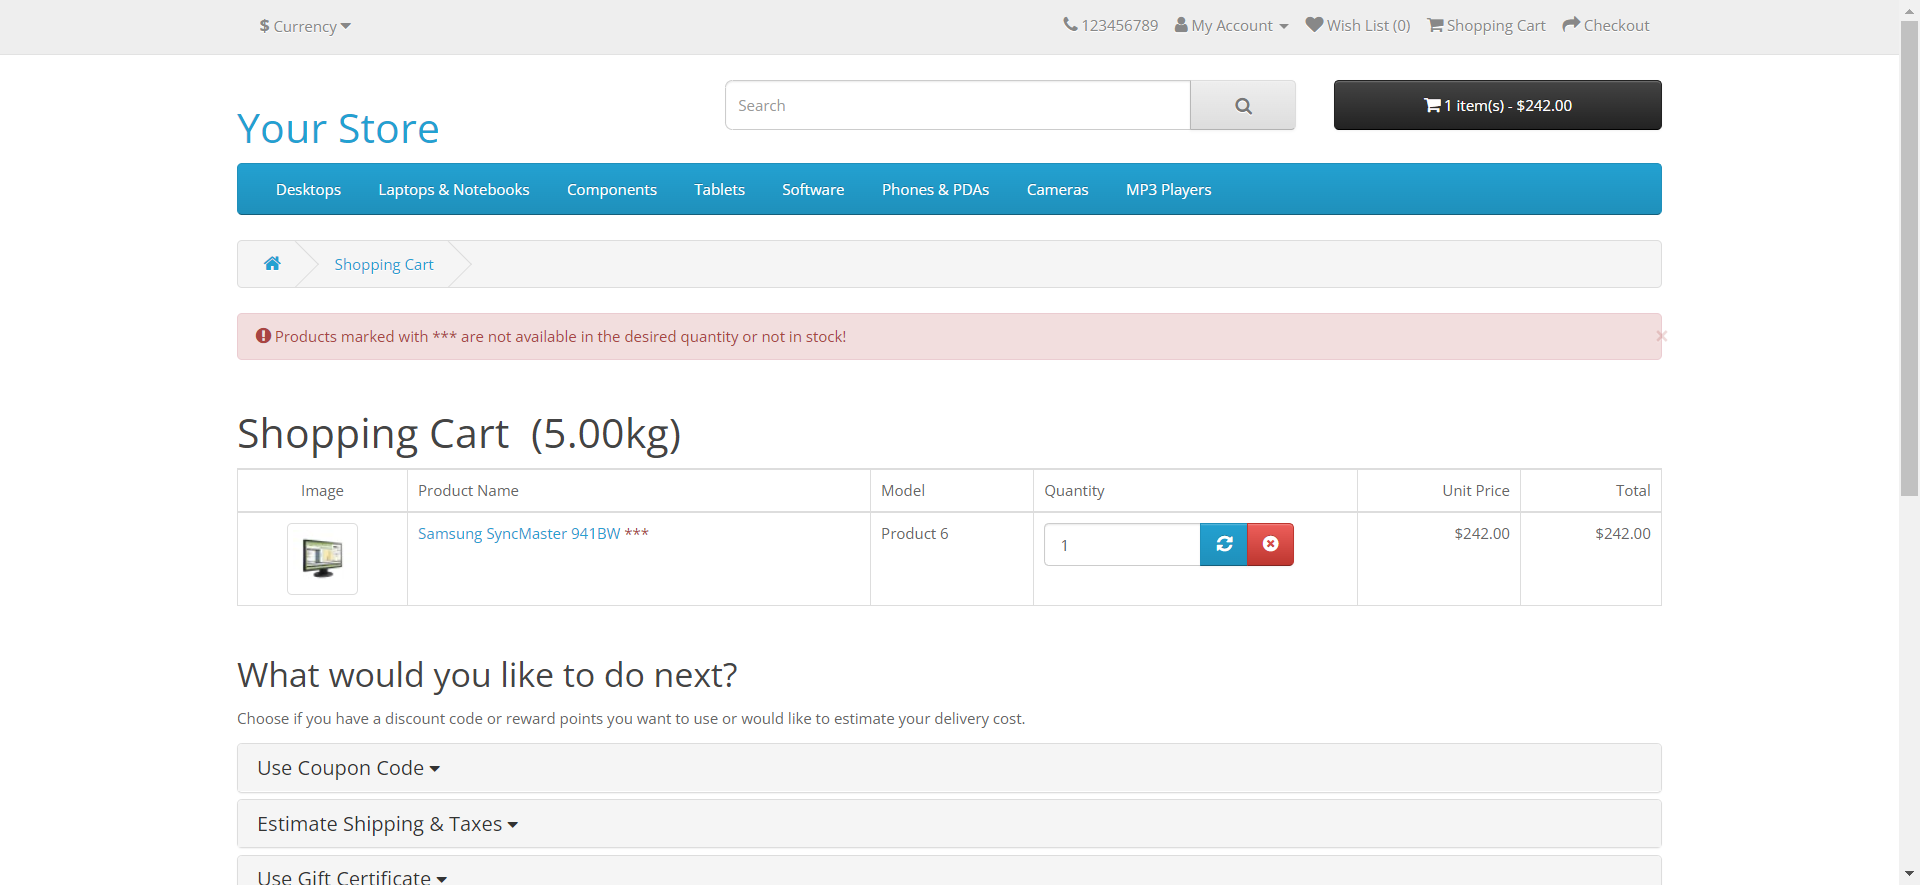 $ Currency
123456789 My Account Wish List (0) Shopping Cart Checkout
Search
1 item(s) - $242.00
Your Store
Desktops Laptops & Notebooks Components Tablets Software Phones & PDAs Cameras MP3 Players
Shopping Cart
Products marked with *** are not available in the desired quantity or not in stock!
×
Shopping Cart (5.00kg)
Image Product Name Model Quantity Unit Price Total
Samsung SyncMaster 941BW *** Product 6 1 $242.00 $242.00
What would you like to do next?
Choose if you have a discount code or reward points you want to use or would like to estimate your delivery cost.
Use Coupon Code
Estimate Shipping & Taxes
Use Gift Certificate